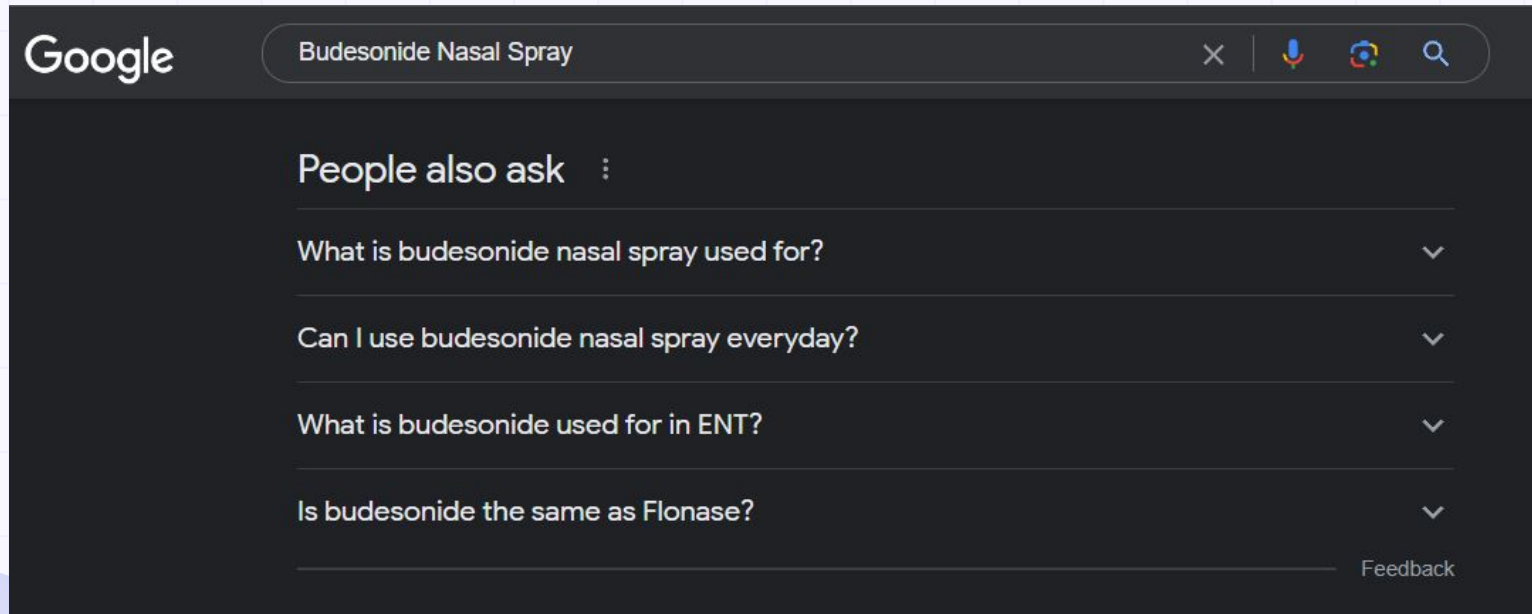 Google
Budesonide Nasal Spray
People also ask
What is budesonide nasal spray used for?
Can I use budesonide nasal spray everyday?
What is budesonide used for in ENT?
Is budesonide the same as Flonase?
Feedback